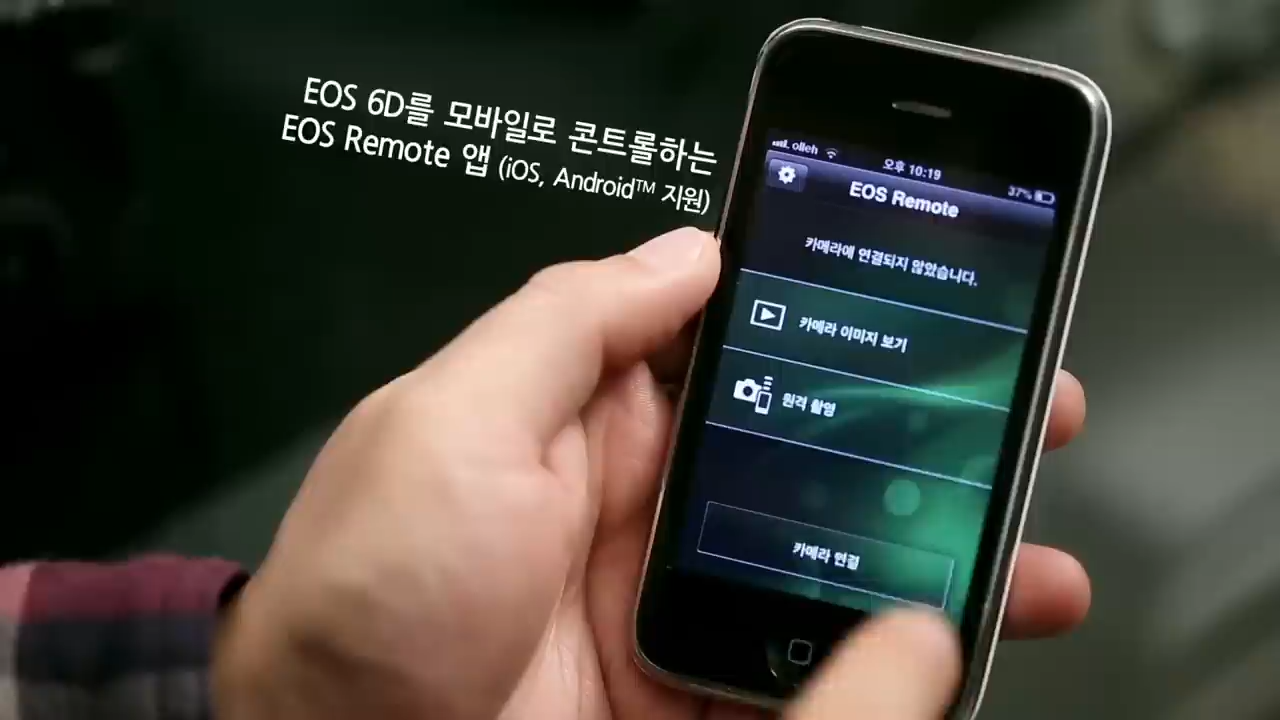 EOS 6D를 모바일로 콘트롤하는
EOS Remote 앱 (iOS, Android™ 지원)
olleh 오후 10:19 37%
EOS Remote
카메라에 연결되지 않았습니다.
카메라 이미지 보기
원격 촬영
카메라 연결